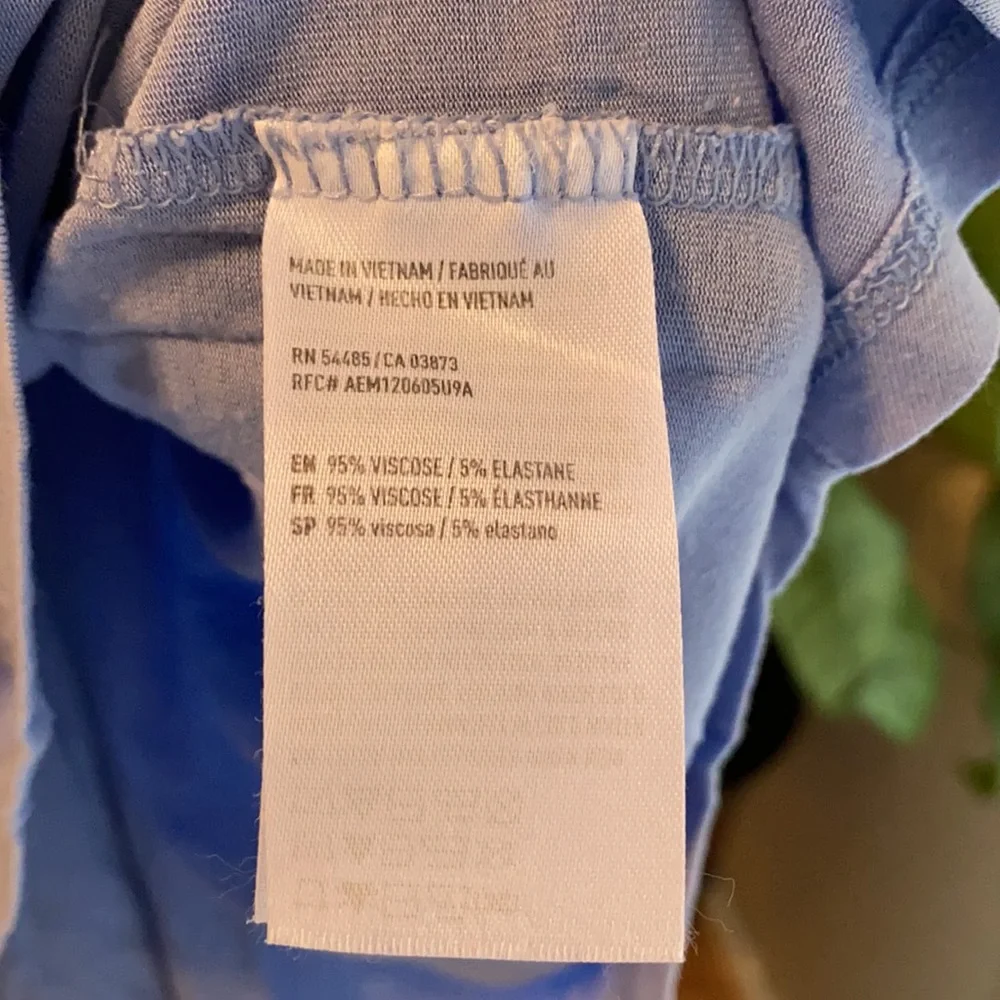 MADE IN VIETNAM / FABRIQUÉ AU
VIETNAM / HECHO EN VIETNAM
RN 54485 / CA 03873
RFC# AEM120605U9A
EN 95% VISCOSE / 5% ELASTANE
FR 95% VISCOSE / 5% ÉLASTHANNE
SP 95% viscosa / 5% elastano